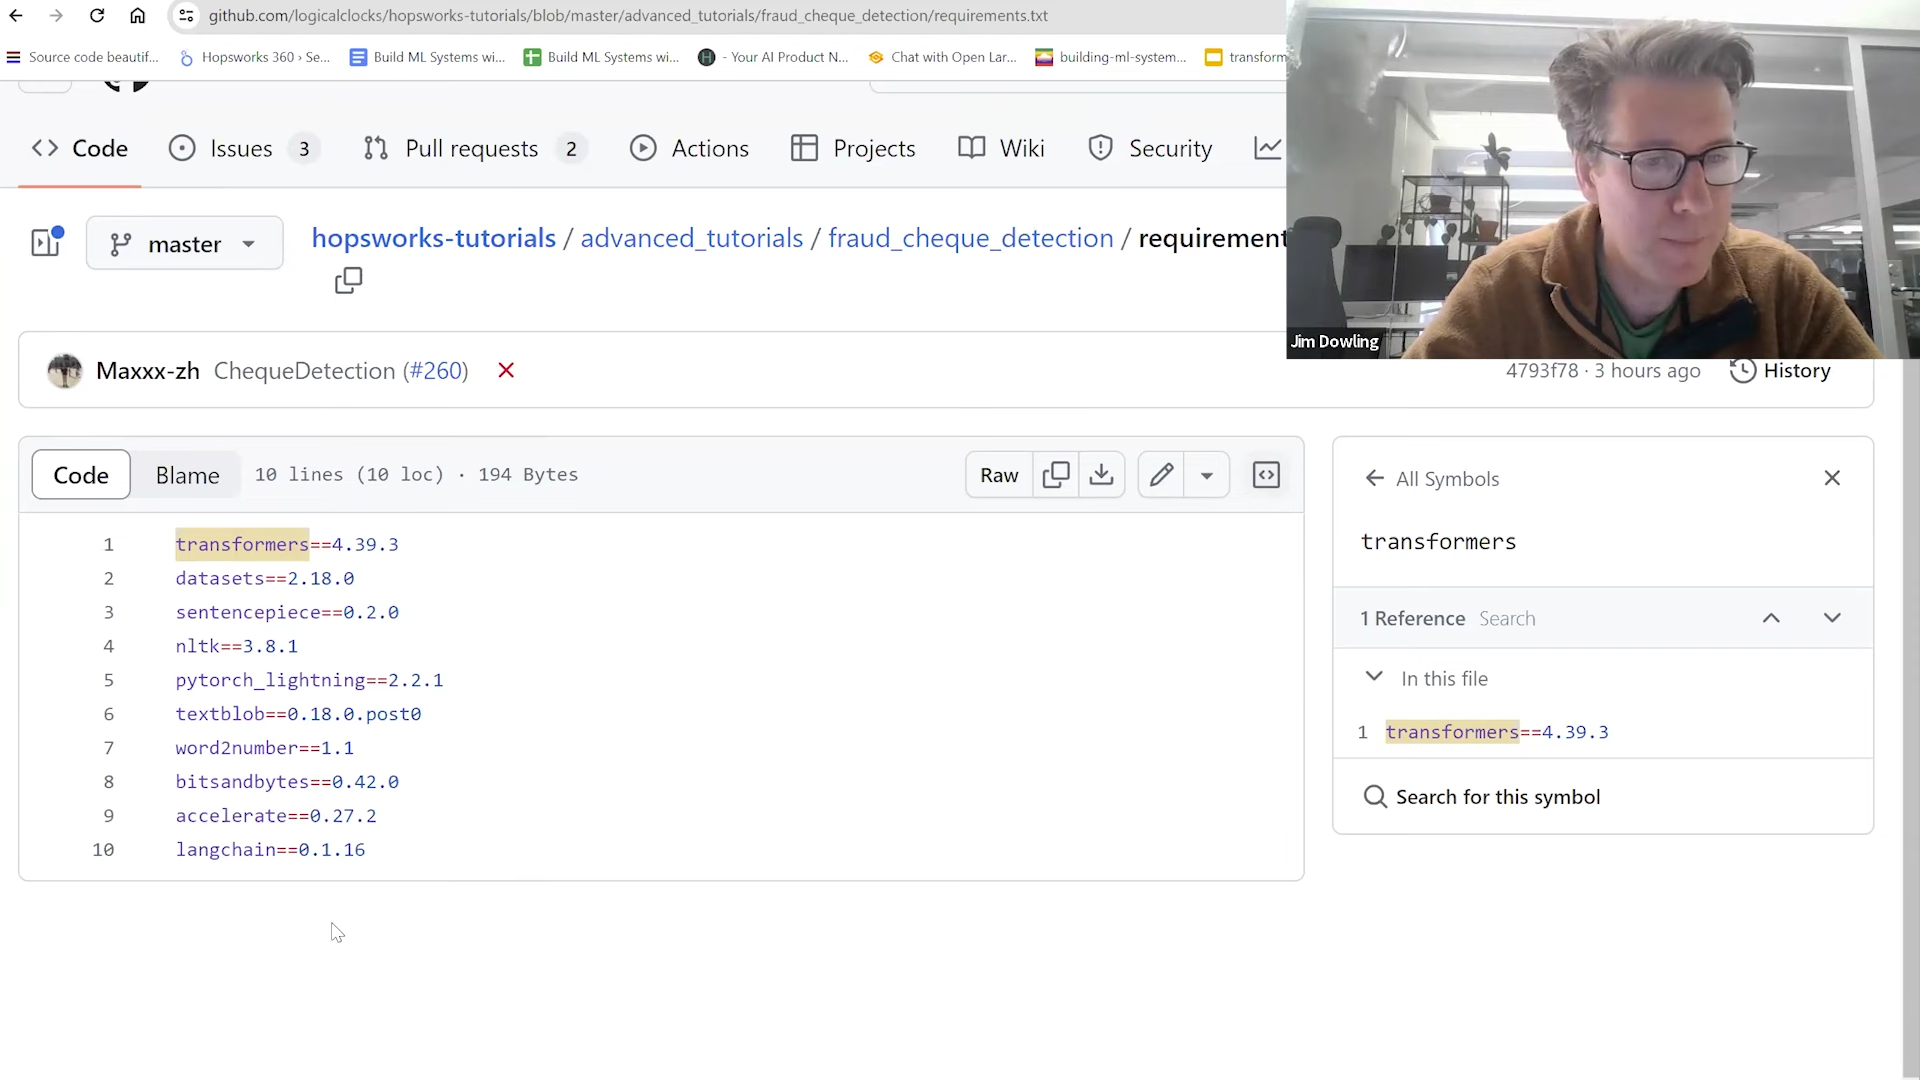 github.com/logicalclocks/hopsworks-tutorials/blob/master/advanced_tutorials/fraud_cheque_detection/requirements.txt
Source code beautif... Hopsworks 360 › Se... Build ML Systems wi... Build ML Systems wi... - Your AI Product N... Chat with Open Lar... building-ml-system... transform
Code Issues 3 Pull requests 2 Actions Projects Wiki Security
master hopsworks-tutorials / advanced_tutorials / fraud_cheque_detection / requirement
Jim Dowling
Maxxx-zh ChequeDetection (#260) 4793f78 · 3 hours ago History
Code Blame 10 lines (10 loc) · 194 Bytes Raw
1 transformers==4.39.3
2 datasets==2.18.0
3 sentencepiece==0.2.0
4 nltk==3.8.1
5 pytorch_lightning==2.2.1
6 textblob==0.18.0.post0
7 word2number==1.1
8 bitsandbytes==0.42.0
9 accelerate==0.27.2
10 langchain==0.1.16
All Symbols
transformers
1 Reference Search
In this file
1 transformers==4.39.3
Search for this symbol